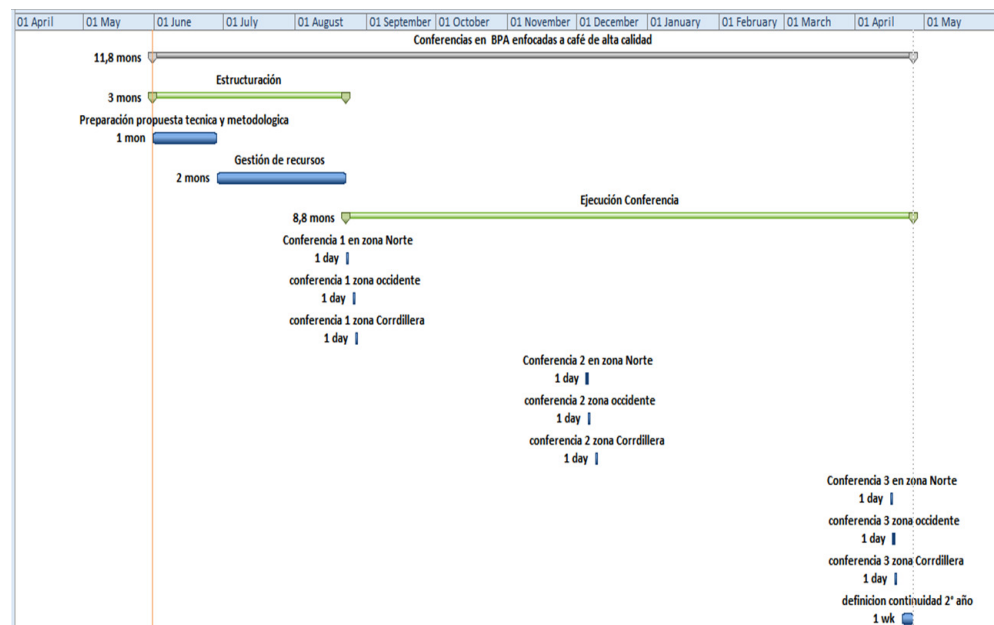 01 April 01 May 01 June 01 July 01 August 01 September 01 October 01 November 01 December 01 January 01 February 01 March 01 April 01 May
Conferencias en BPA enfocadas a café de alta calidad
11,8 mons
Estructuración
3 mons
Preparación propuesta tecnica y metodologica
1 mon
Gestión de recursos
2 mons
Ejecución Conferencia
8,8 mons
Conferencia 1 en zona Norte
1 day
conferencia 1 zona occidente
1 day
conferencia 1 zona Corrdillera
1 day
Conferencia 2 en zona Norte
1 day
conferencia 2 zona occidente
1 day
conferencia 2 zona Corrdillera
1 day
Conferencia 3 en zona Norte
1 day
conferencia 3 zona occidente
1 day
conferencia 3 zona Corrdillera
1 day
definicion continuidad 2° año
1 wk